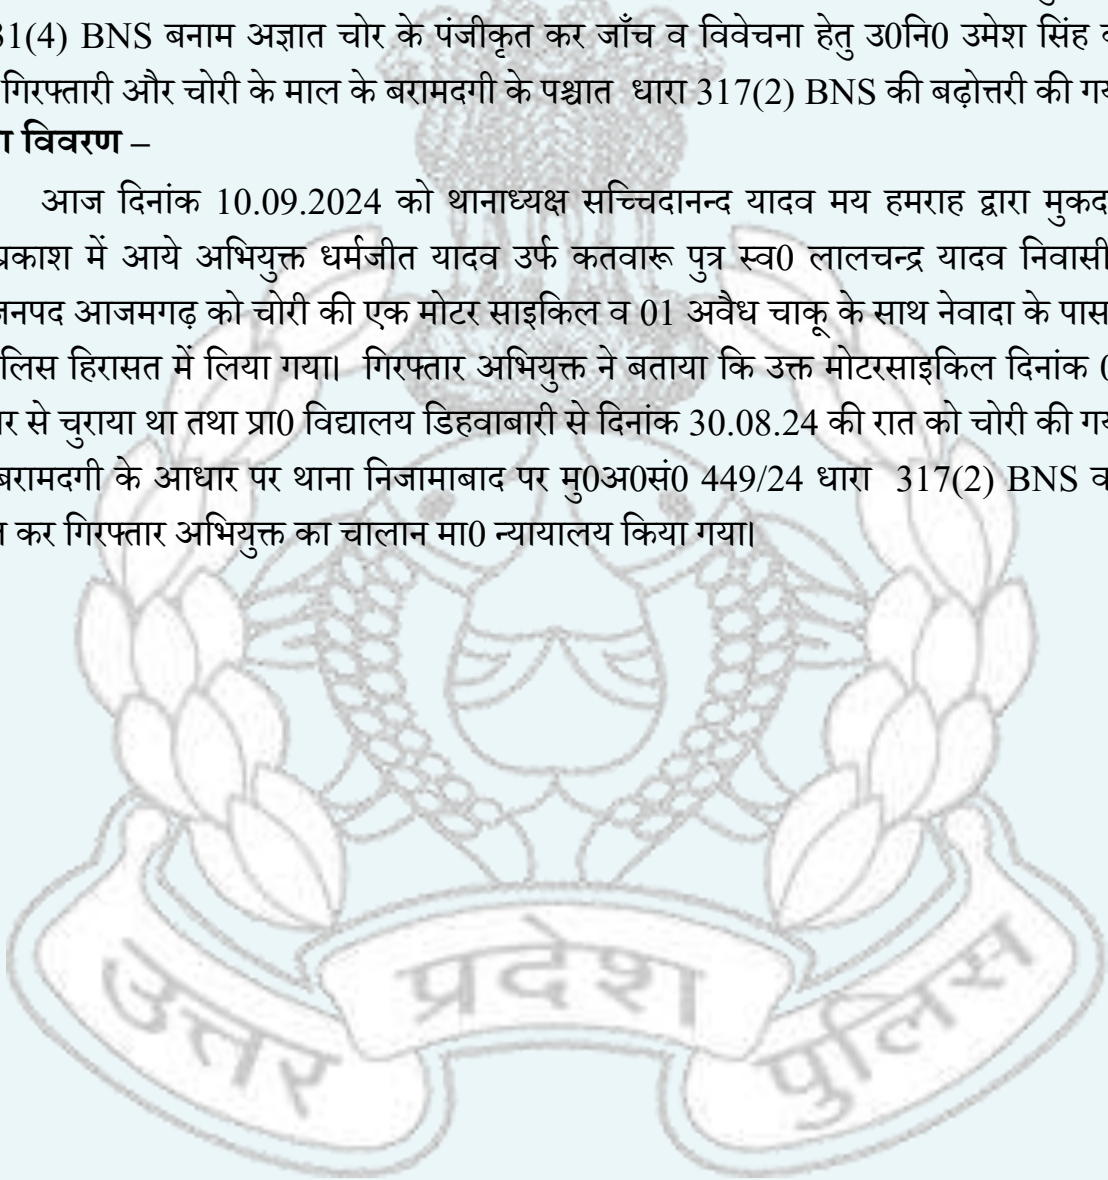 31(4) BNS बनाम अज्ञात चोर के पंजीकृत कर जाँच व विवेचना हेतु उ0नि0 उमेश सिंह
गिरफ्तारी और चोरी के माल के बरामदगी के पश्चात धारा 317(2) BNS की बढ़ोत्तरी की
विवरण –
आज दिनांक 10.09.2024 को थानाध्यक्ष सच्चिदानन्द यादव मय हमराह द्वारा मुकद
प्रकाश में आये अभियुक्त धर्मजीत यादव उर्फ कतवारू पुत्र स्व0 लालचन्द्र यादव निवासी
जनपद आजमगढ़ को चोरी की एक मोटर साइकिल व 01 अवैध चाकू के साथ नेवादा के पास
लिस हिरासत में लिया गया। गिरफ्तार अभियुक्त ने बताया कि उक्त मोटरसाइकिल दिनांक 0
र से चुराया था तथा प्रा0 विद्यालय डिहवाबारी से दिनांक 30.08.24 की रात को चोरी की
बरामदगी के आधार पर थाना निजामाबाद पर मु0अ0सं0 449/24 धारा 317(2) BNS व
कर गिरफ्तार अभियुक्त का चालान मा0 न्यायालय किया गया।
उत्तर प्रदेश पुलिस